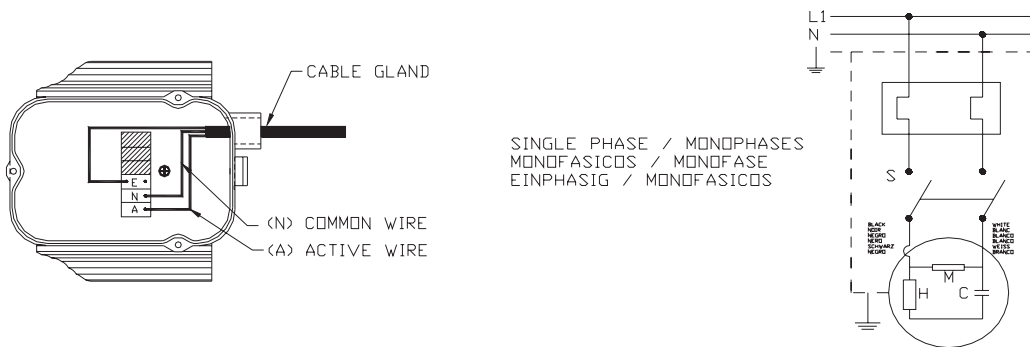 CABLE GLAND
E
N
A
(N) COMMON WIRE
(A) ACTIVE WIRE
SINGLE PHASE / MONOPHASES
MONOFASICOS / MONOFASE
EINPHASIG / MONOFASICOS
L1
N
S
BLACK
NOIR
NEGRO
NERO
SCHWARZ
NEGRO
WHITE
BLANC
BLANCO
BLANCO
WEISS
BRANCO
M
H
C